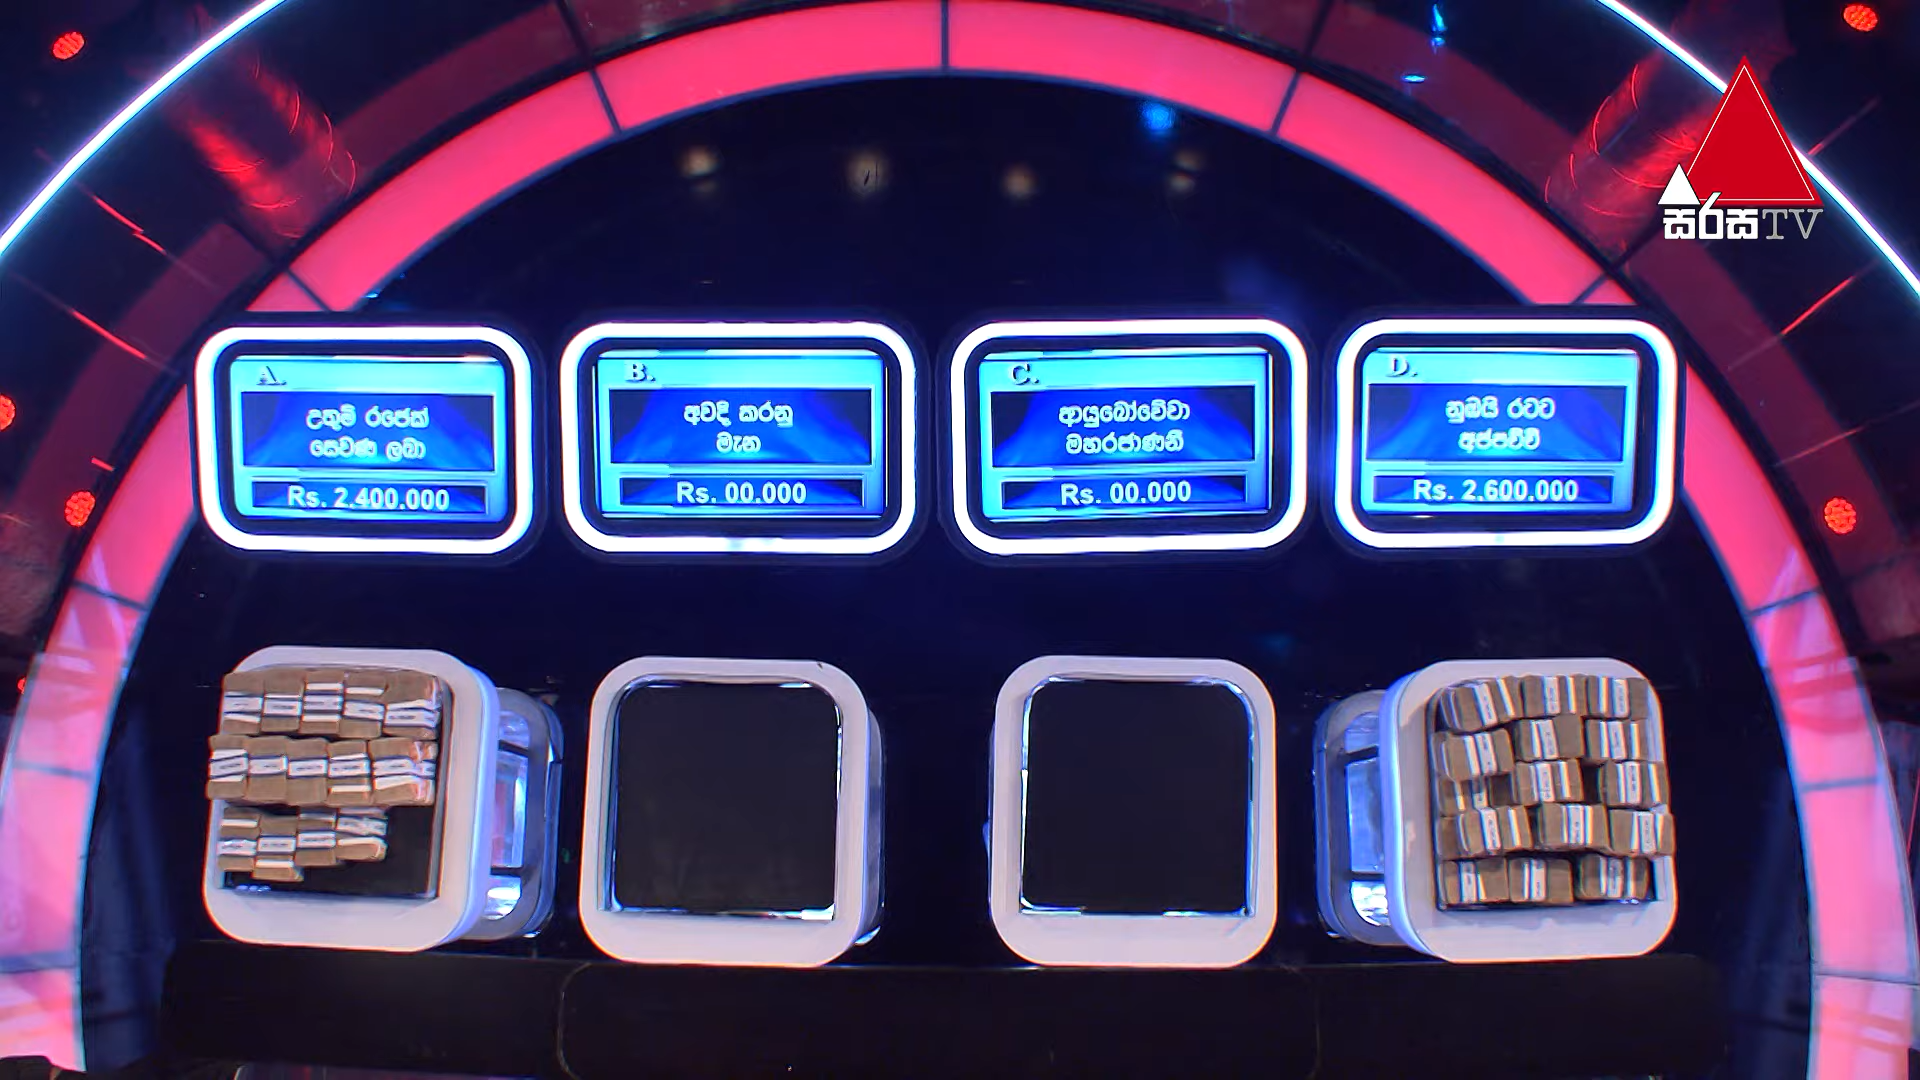 සිරස TV
A.
උතුම් රජෙක්
සෙවණ ලබා
Rs. 2.400.000
B.
අවදි කරනු
මැන
Rs. 00.000
C.
ආයුබෝවේවා
මහරජාණනි
Rs. 00.000
D.
නුඹයි රටට
අප්පච්චි
Rs. 2.600.000